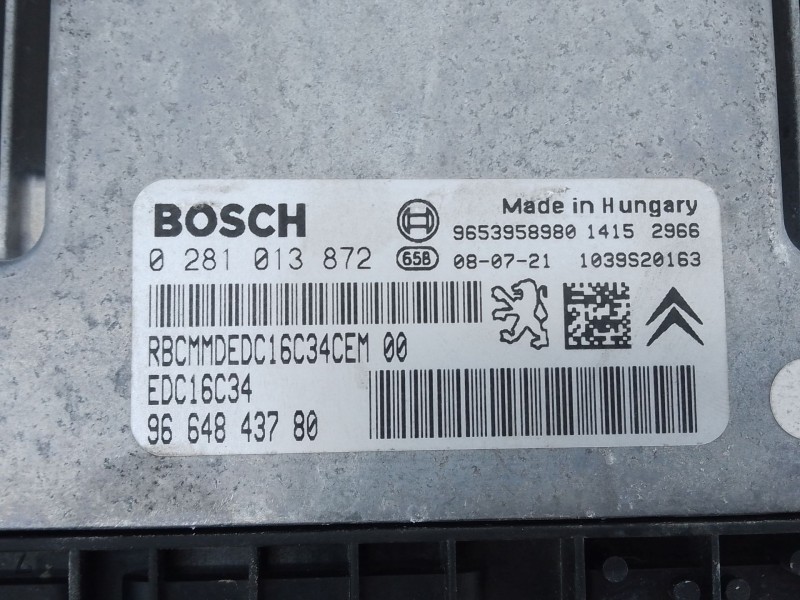 BOSCH
Made in Hungary
9653958980 1415 2966
0 281 013 872 658 08-07-21 1039S20163
RBCMMDEDC16C34CEM 00
EDC16C34
96 648 437 80